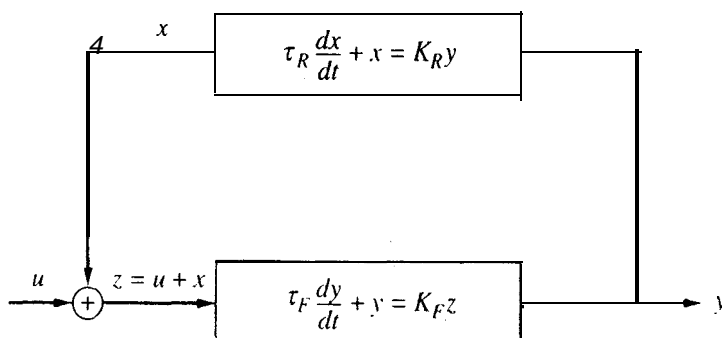 x
4
τ_R dx/dt + x = K_R y
u
z = u + x
+
τ_F dy/dt + y = K_F z
y